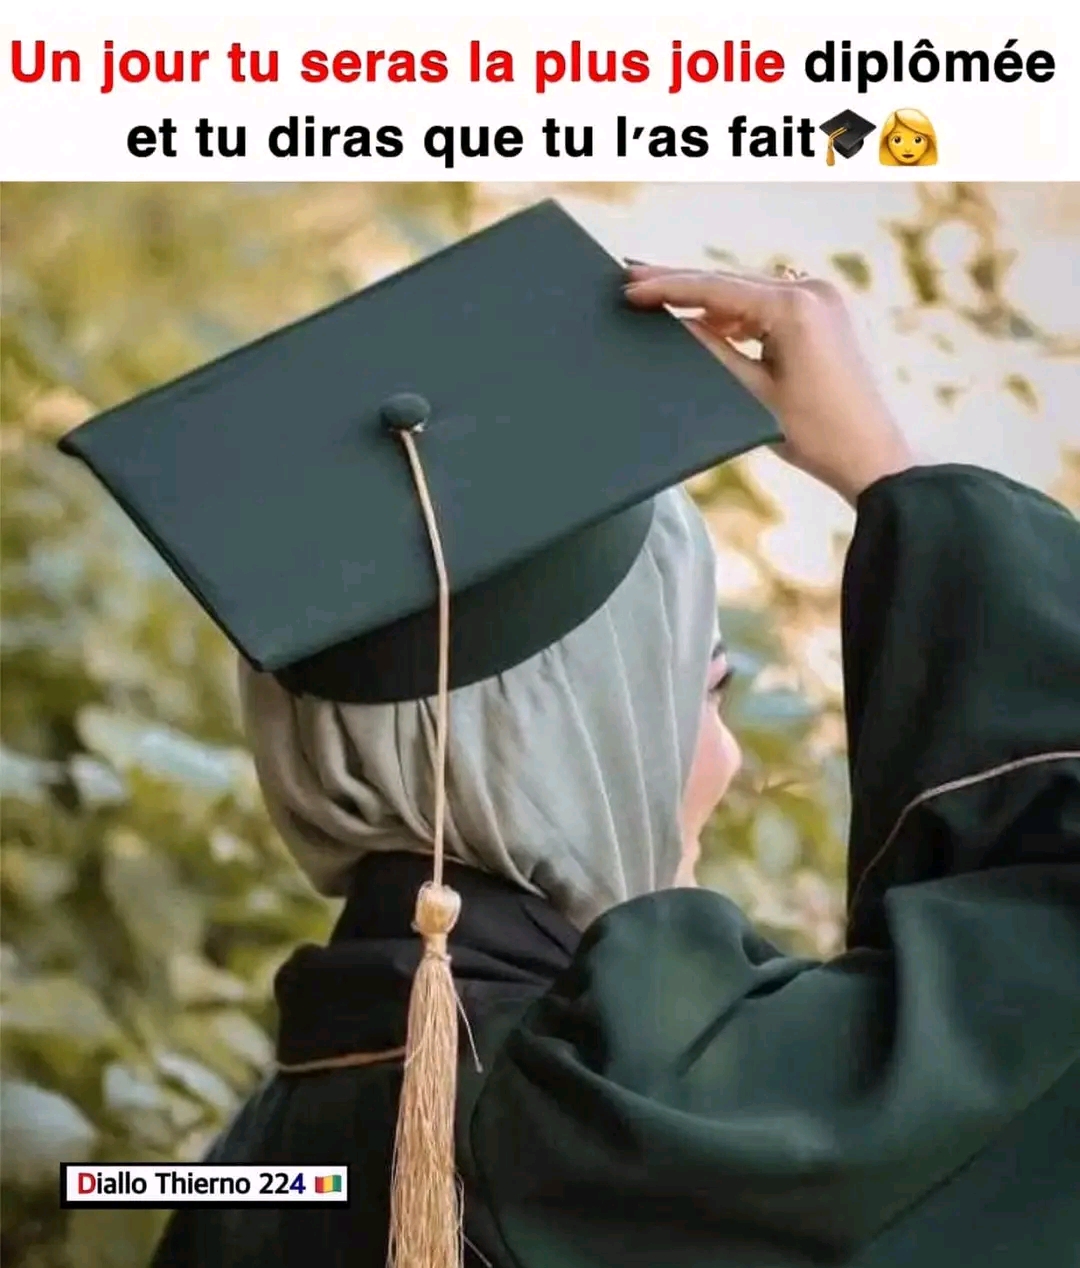 Un jour tu seras la plus jolie diplômée
et tu diras que tu l'as fait🎓👩
Diallo Thierno 224 🇬🇳